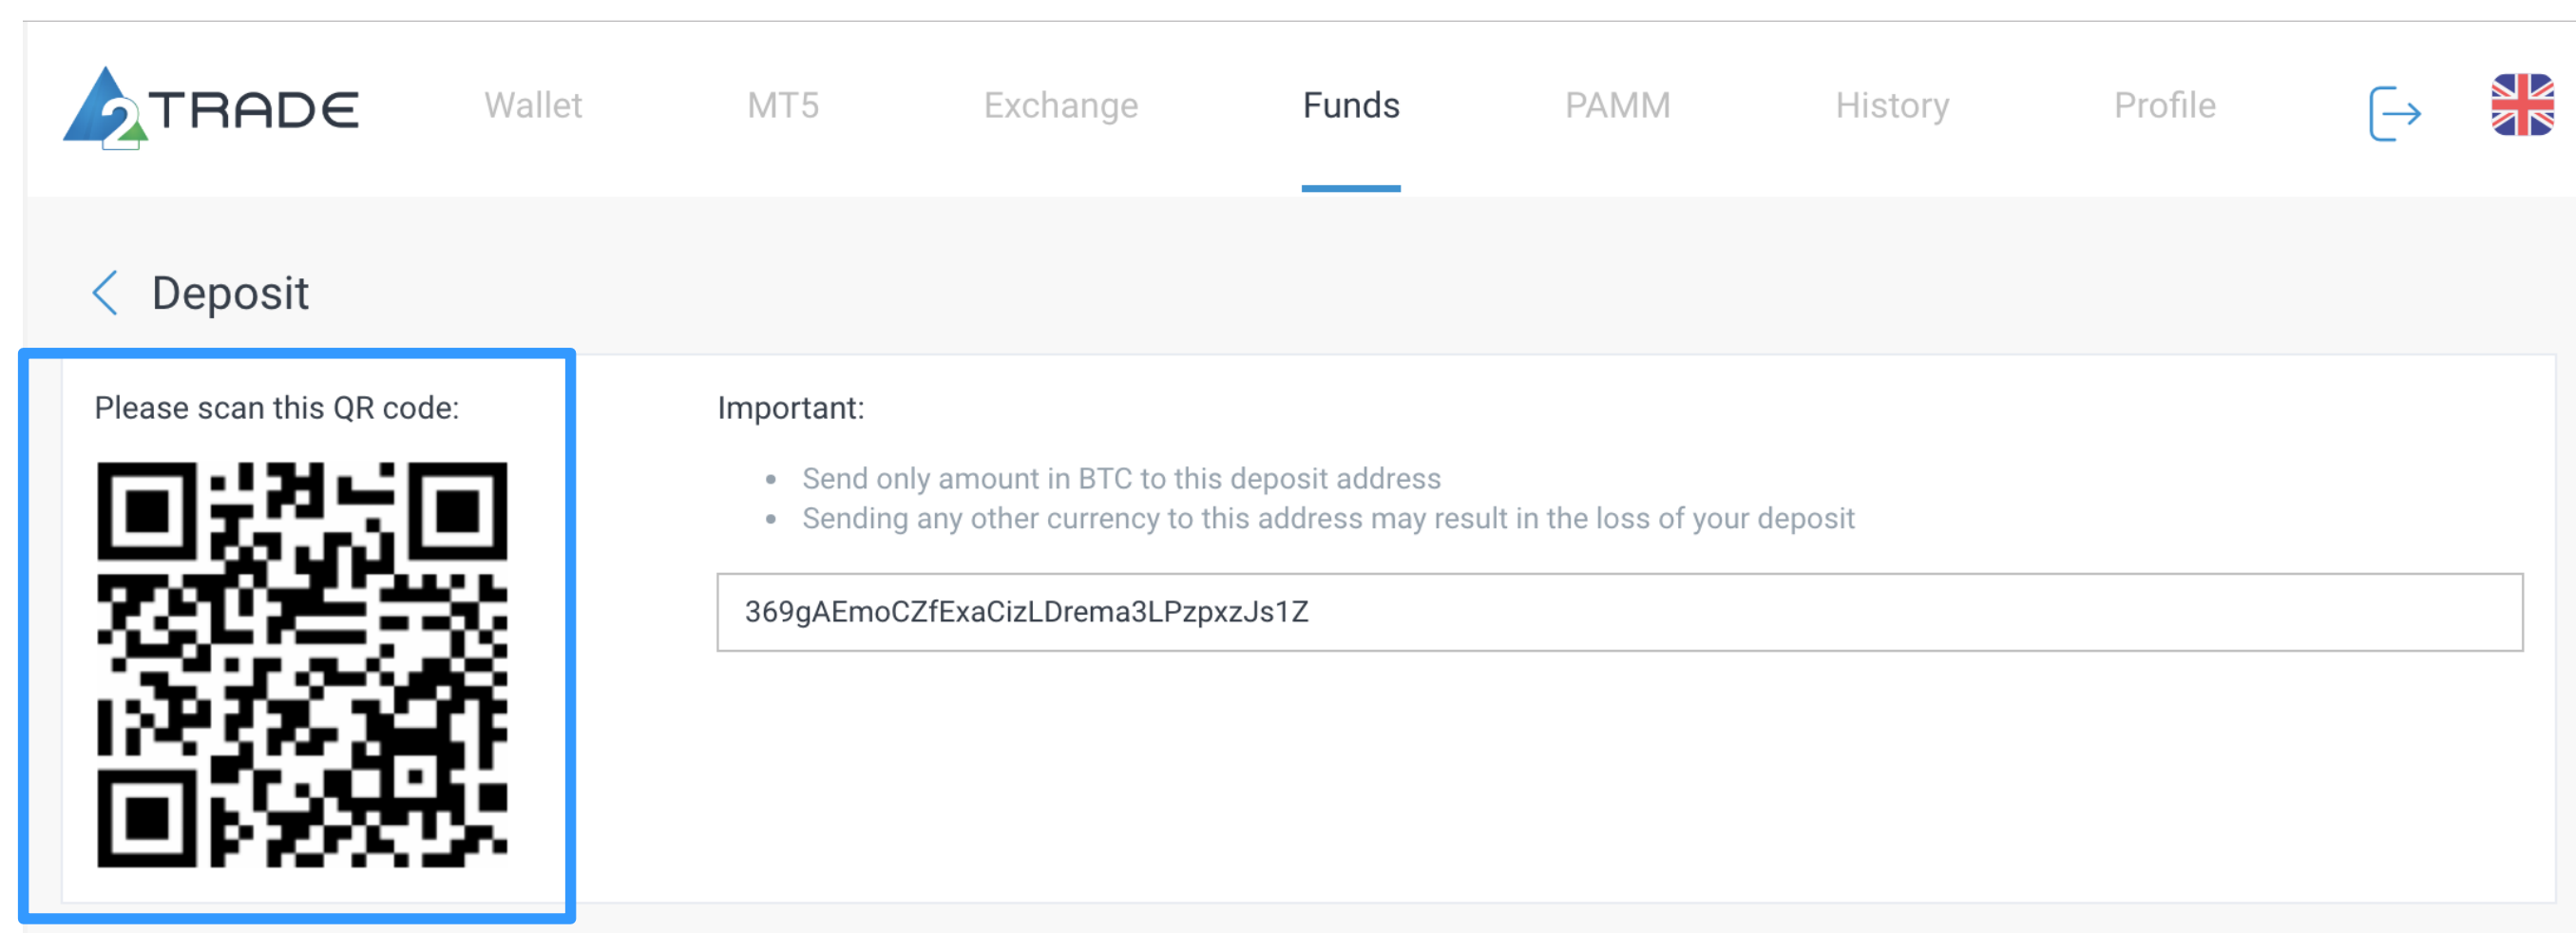 2TRADE
Wallet
MT5
Exchange
Funds
PAMM
History
Profile
Deposit
Please scan this QR code:
Important:
• Send only amount in BTC to this deposit address
• Sending any other currency to this address may result in the loss of your deposit
369gAEmoCZfExaCizLDrema3LPzpxzJs1Z